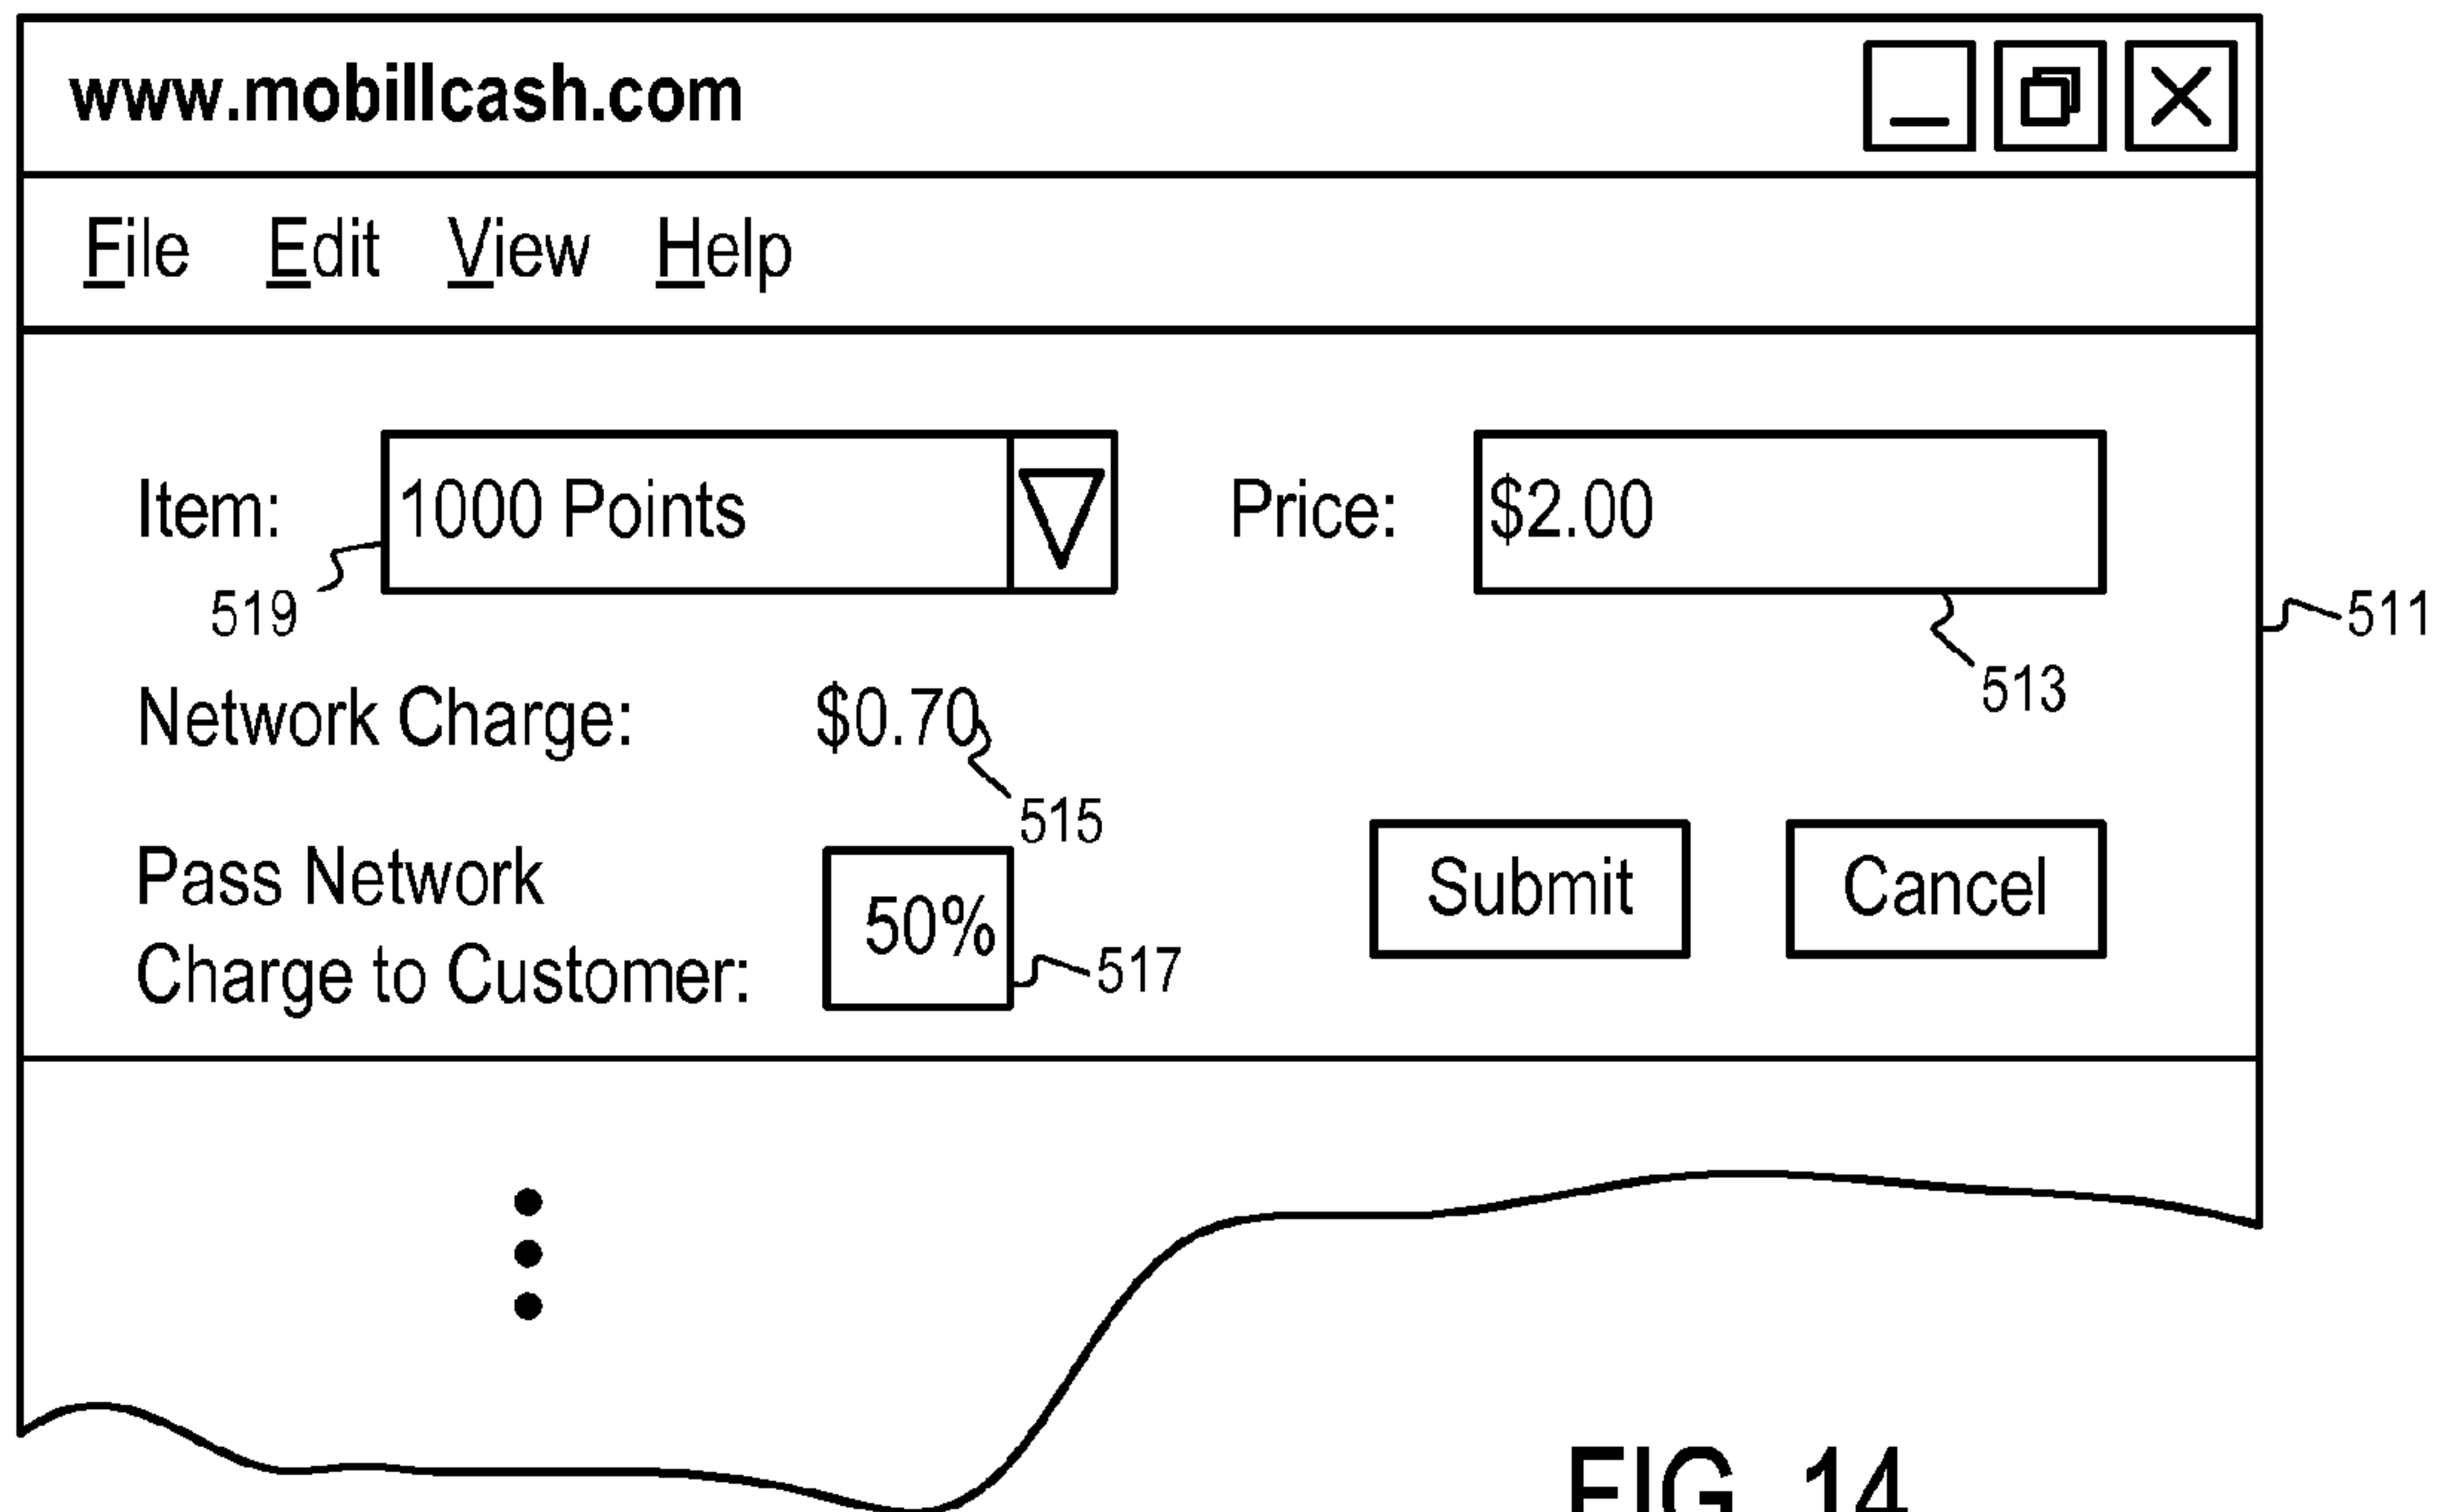 www.mobillcash.com
File Edit View Help
Item: 1000 Points Price: $2.00
519
511
513
Network Charge: $0.70
515
Pass Network
Charge to Customer: 50%
517
Submit Cancel
FIG. 14